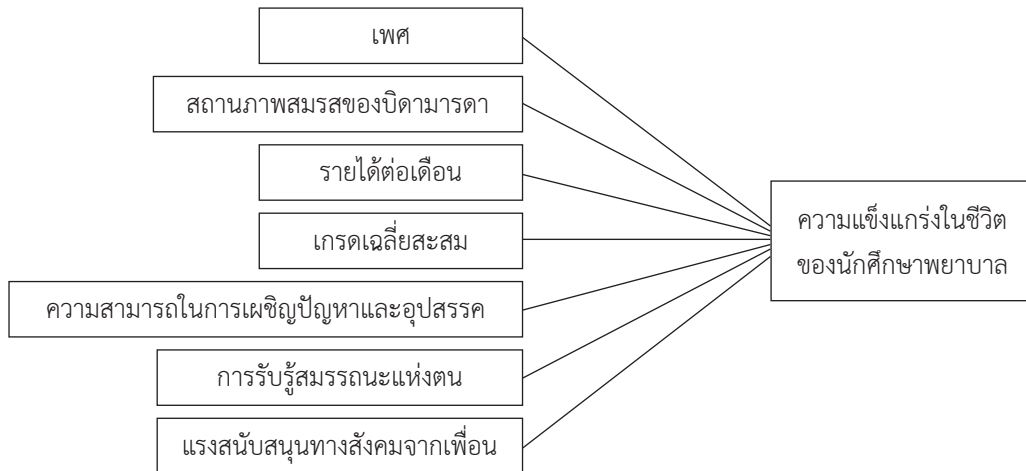 เพศ
สถานภาพสมรสของบิดามารดา
รายได้ต่อเดือน
เกรดเฉลี่ยสะสม
ความสามารถในการเผชิญปัญหาและอุปสรรค
การรับรู้สมรรถนะแห่งตน
แรงสนับสนุนทางสังคมจากเพื่อน
ความแข็งแกร่งในชีวิต
ของนักศึกษาพยาบาล